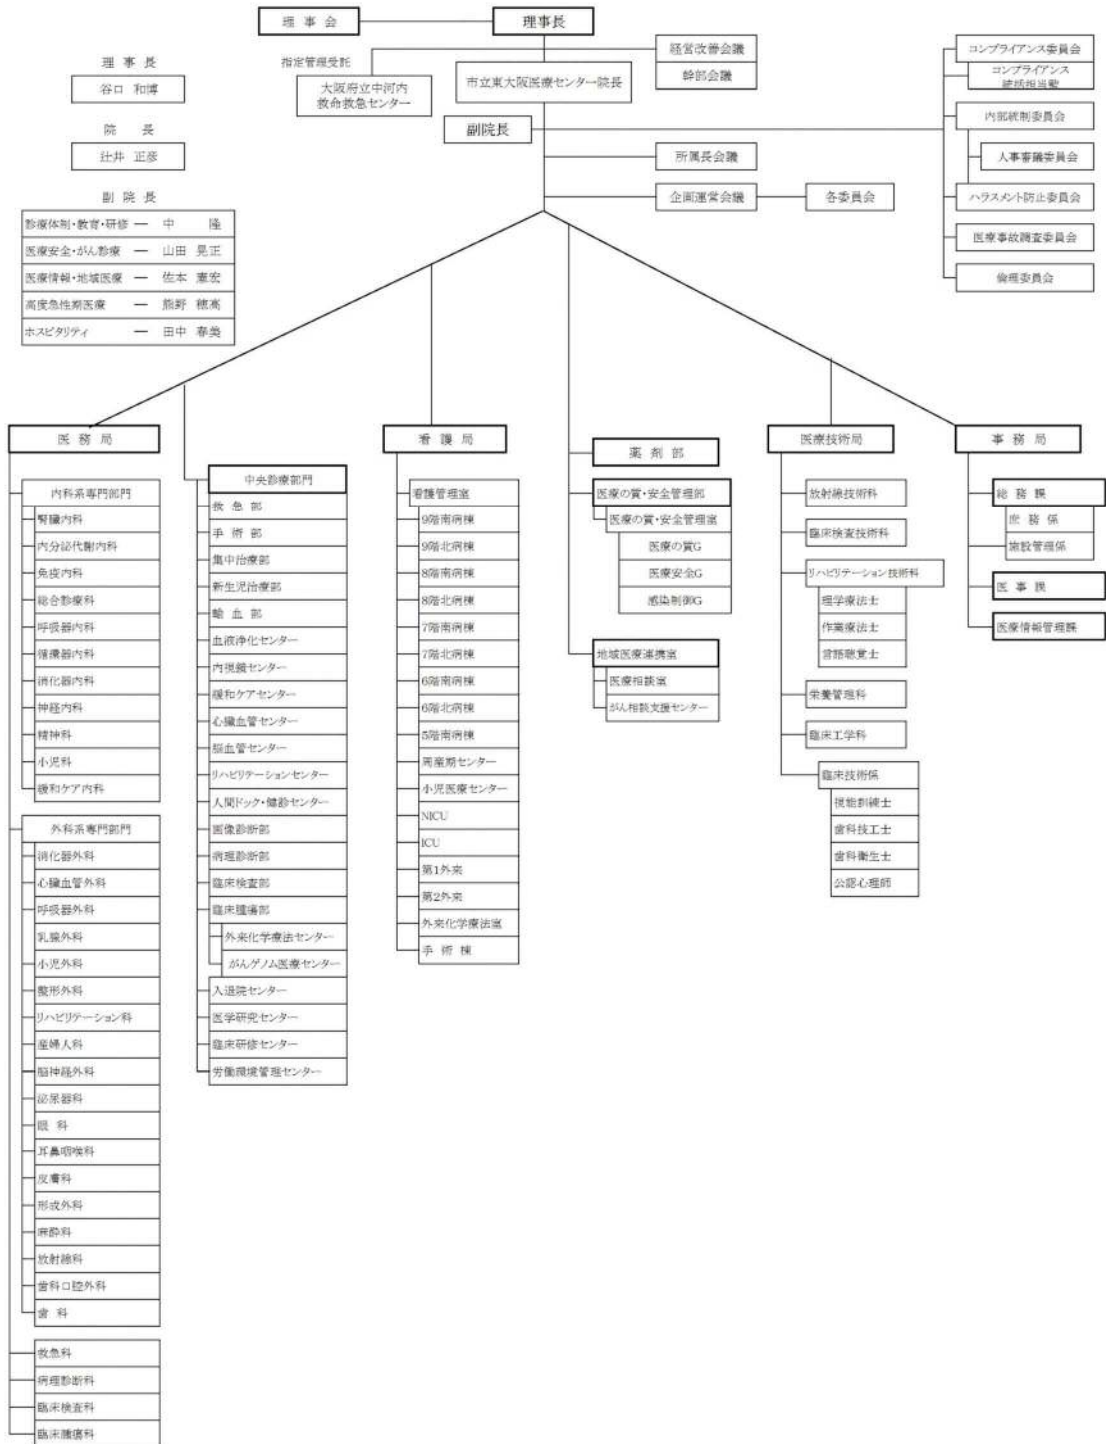 理事会
理事長
理事長
谷口 和博
院長
辻井 正彦
副院長
診療体制・教育・研修 ― 中 隆
医療安全・がん診療 ― 山田 晃正
医療情報・地域医療 ― 佐本 憲宏
高度急性期医療 ― 熊野 穂高
ホスピタリティ ― 田中 春美
指定管理受託
大阪府立中河内
救命救急センター
市立東大阪医療センター院長
副院長
経営改善会議
幹部会議
所属長会議
企画運営会議
各委員会
コンプライアンス委員会
コンプライアンス
統括担当監
内部統制委員会
人事審議委員会
ハラスメント防止委員会
医療事故調査委員会
倫理委員会
医務局
内科系専門部門
腎臓内科
内分泌代謝内科
免疫内科
総合診療科
呼吸器内科
循環器内科
消化器内科
神経内科
精神科
小児科
緩和ケア内科
外科系専門部門
消化器外科
心臓血管外科
呼吸器外科
乳腺外科
小児外科
整形外科
リハビリテーション科
産婦人科
脳神経外科
泌尿器科
眼科
耳鼻咽喉科
皮膚科
形成外科
麻酔科
放射線科
歯科口腔外科
歯科
救急科
病理診断科
臨床検査科
臨床腫瘍科
中央診療部門
救急部
手術部
集中治療部
新生児治療部
輸血部
血液浄化センター
内視鏡センター
緩和ケアセンター
心臓血管センター
脳血管センター
リハビリテーションセンター
人間ドック・健診センター
画像診断部
病理診断部
臨床検査部
臨床腫瘍部
外来化学療法センター
がんゲノム医療センター
入退院センター
医学研究センター
臨床研修センター
労働環境管理センター
看護局
看護管理室
9階南病棟
9階北病棟
8階南病棟
8階北病棟
7階南病棟
7階北病棟
6階南病棟
6階北病棟
5階南病棟
周産期センター
小児医療センター
NICU
ICU
第1外来
第2外来
外来化学療法室
手術棟
薬剤部
医療の質・安全管理部
医療の質・安全管理室
医療の質G
医療安全G
感染制御G
地域医療連携室
医療相談室
がん相談支援センター
医療技術局
放射線技術科
臨床検査技術科
リハビリテーション技術科
理学療法士
作業療法士
言語聴覚士
栄養管理科
臨床工学科
臨床技術係
視能訓練士
歯科技工士
歯科衛生士
公認心理師
事務局
総務課
庶務係
施設管理係
医事課
医療情報管理課